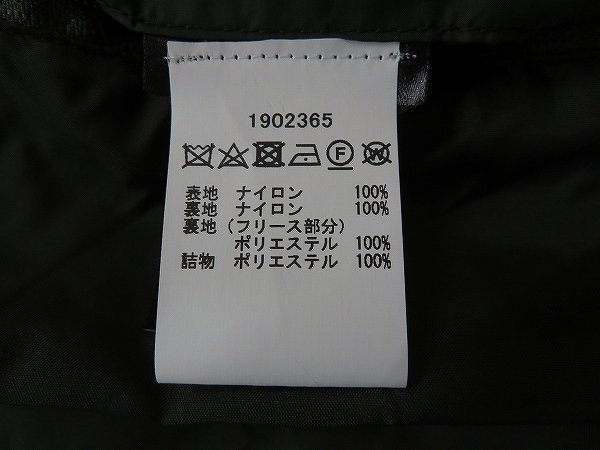 1902365
F W
表地 ナイロン 100%
裏地 ナイロン 100%
裏地(フリース部分)
ポリエステル 100%
詰物 ポリエステル 100%